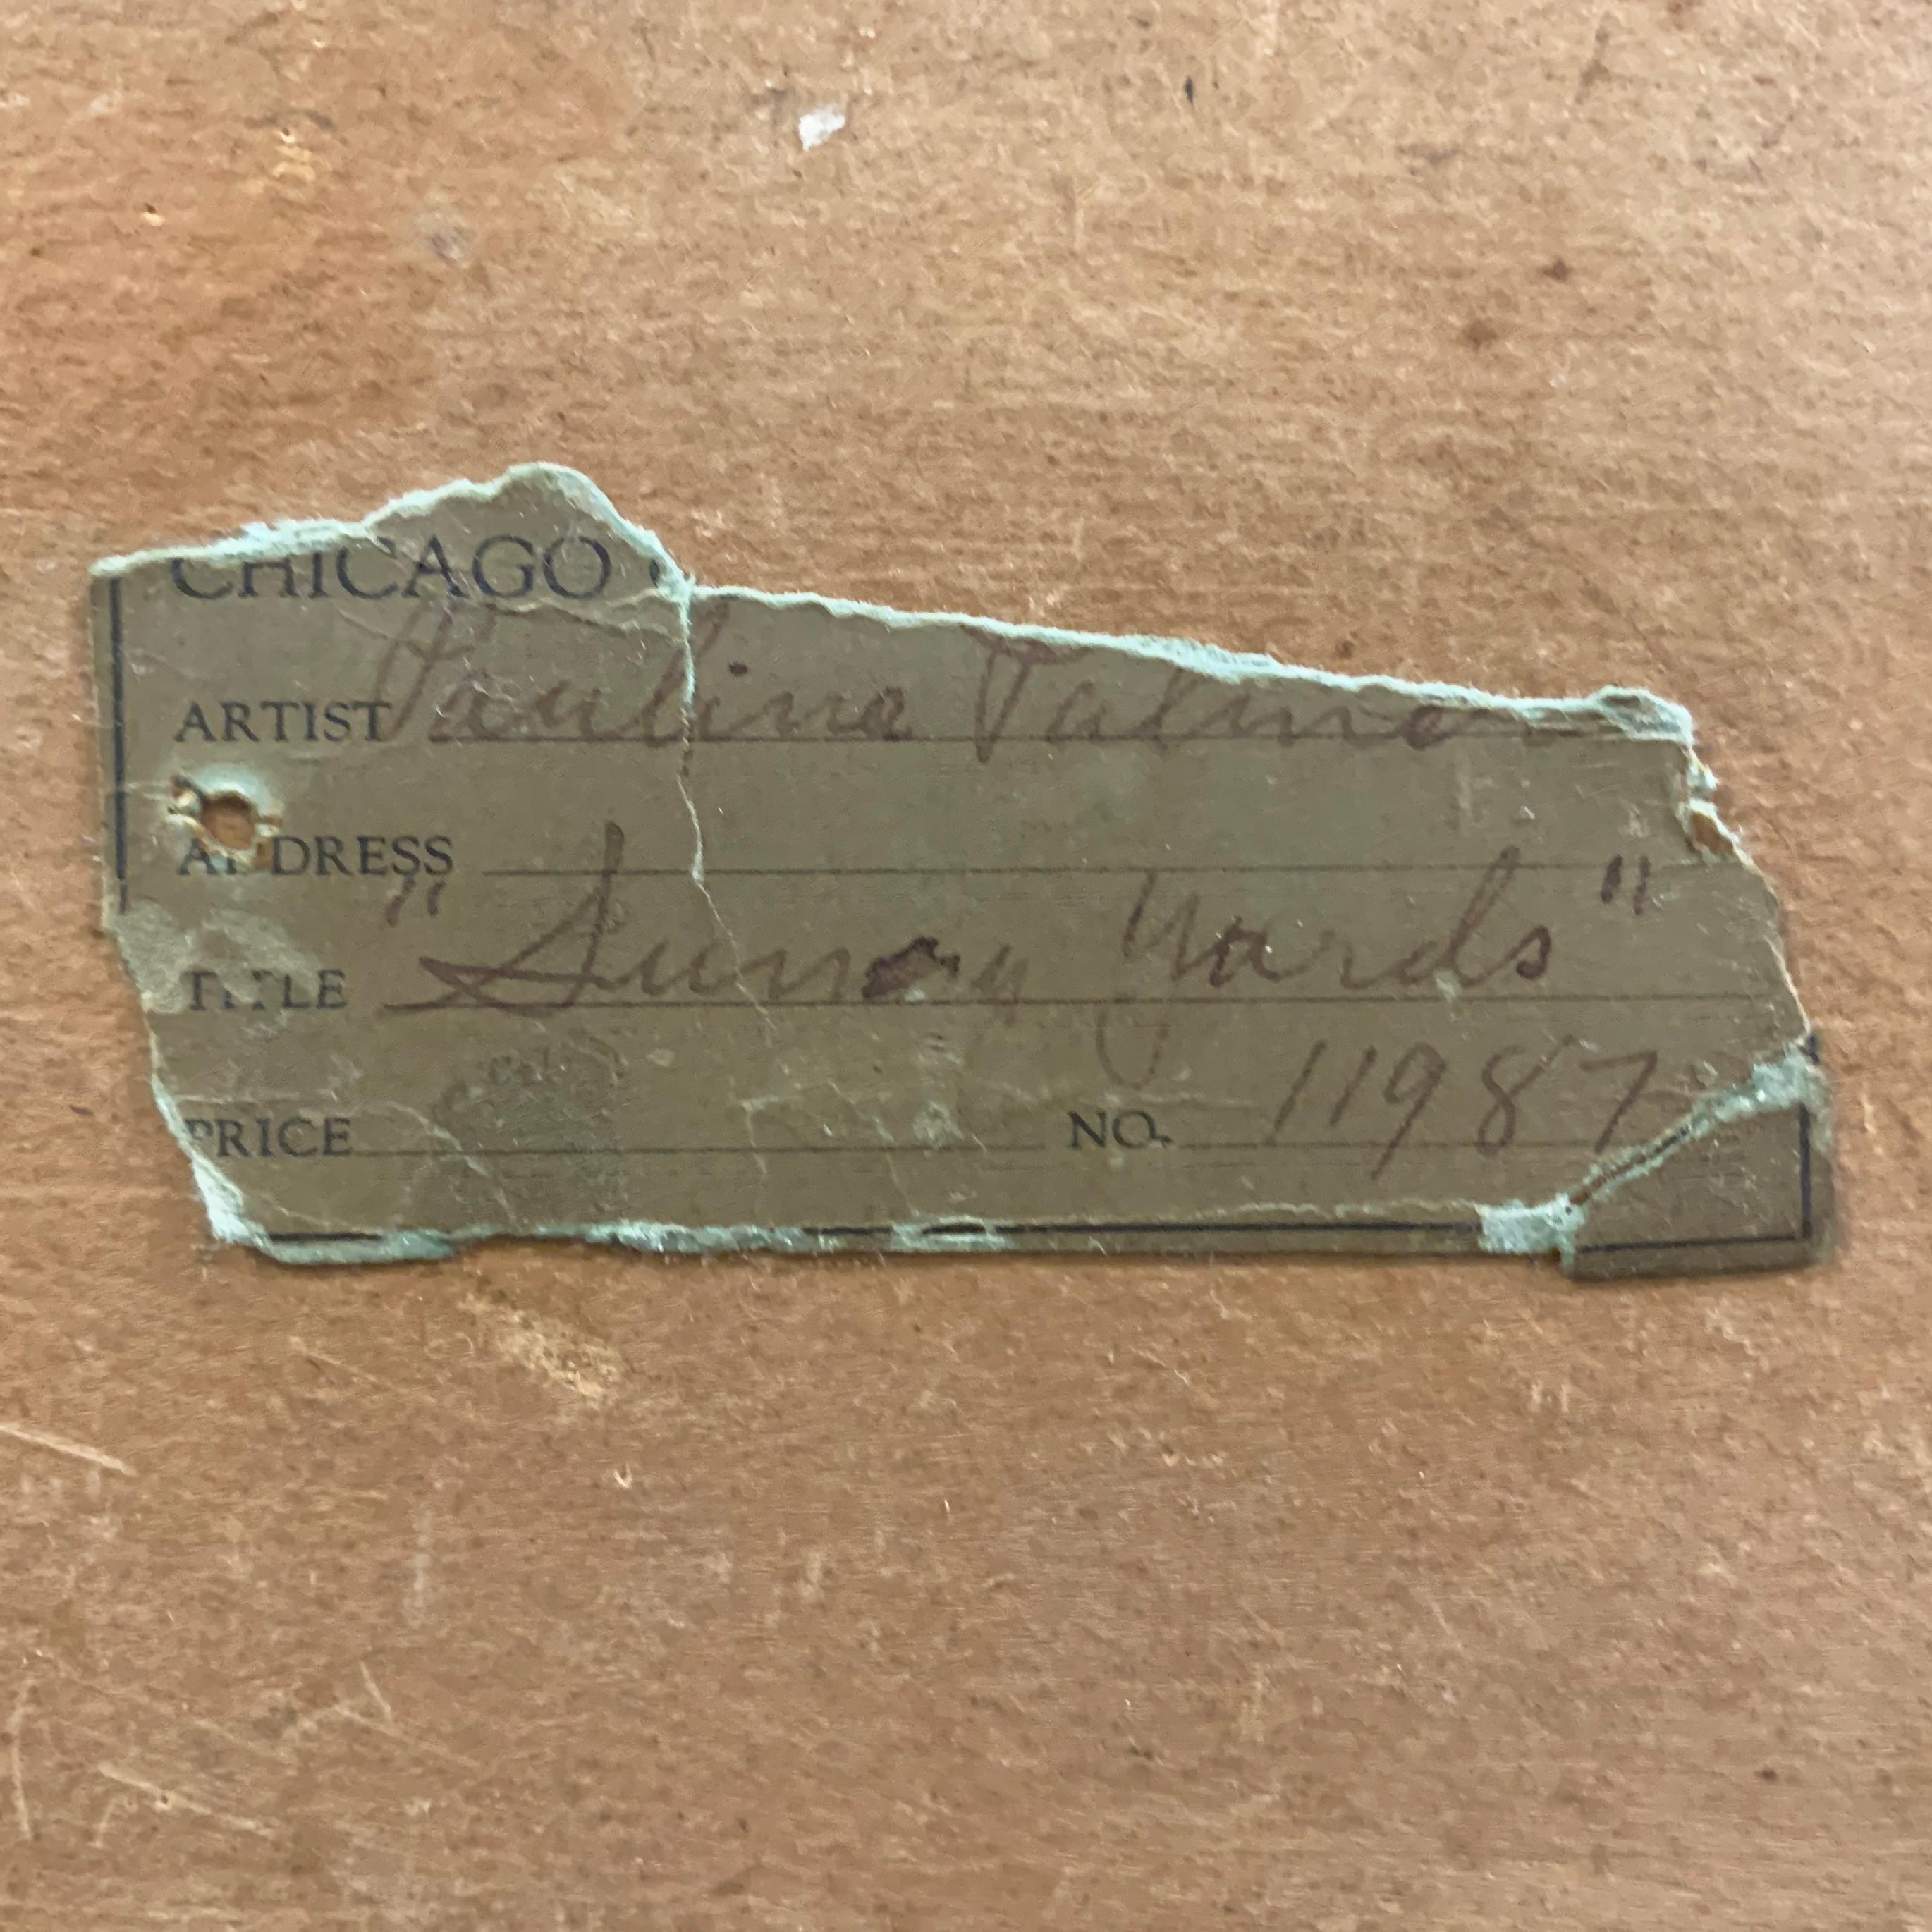 CHICAGO
ARTIST Pauline Palmer
ADDRESS
TITLE "Sunny Yards"
PRICE NO. 11987